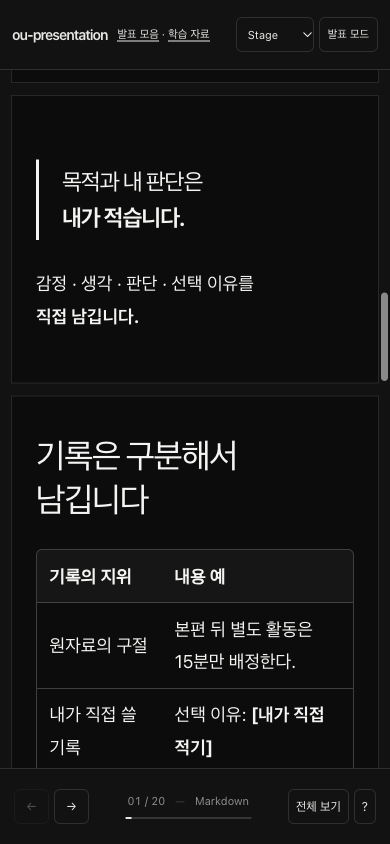 ou-presentation 발표 모음 · 학습 자료 Stage 발표 모드
목적과 내 판단은
내가 적습니다.
감정 · 생각 · 판단 · 선택 이유를
직접 남깁니다.
기록은 구분해서
남깁니다
기록의 지위 내용 예
원자료의 구절 본편 뒤 별도 활동은
15분만 배정한다.
내가 직접 쓸 선택 이유: [내가 직접
기록 적기]
← → 01 / 20 — Markdown 전체 보기 ?